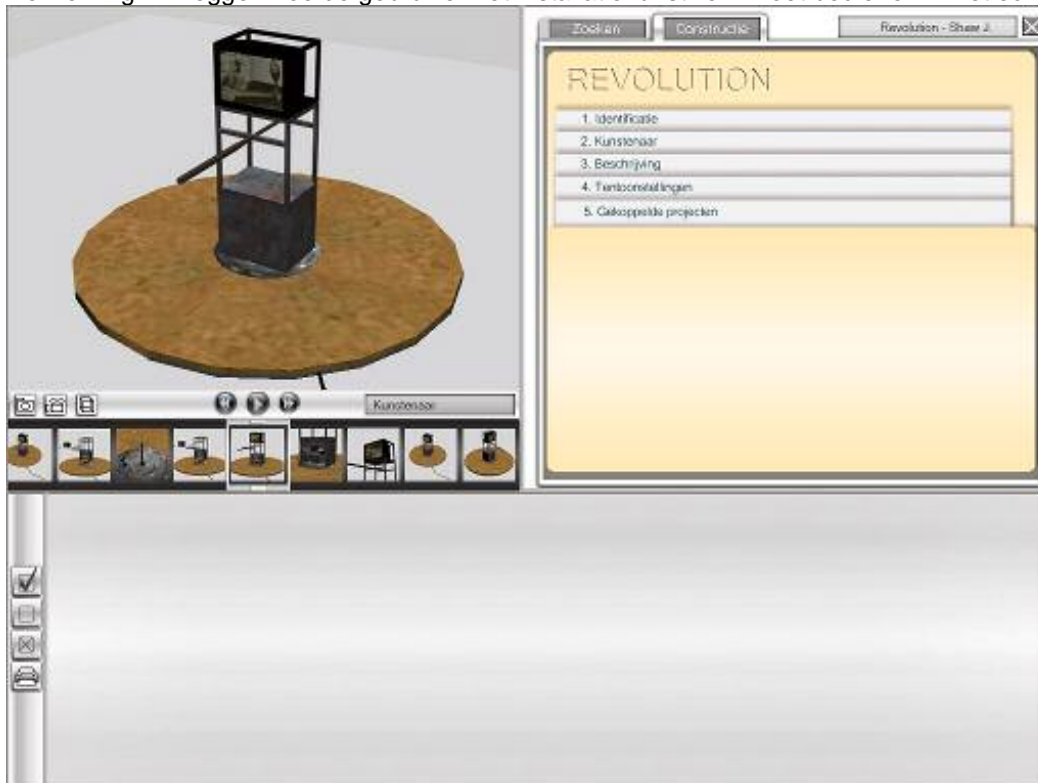 Zoeken Constructie Revolution - Shaw J.
REVOLUTION
1. Identificatie
2. Kunstenaar
3. Beschrijving
4. Tentoonstellingen
5. Gekoppelde projecten
Kunstenaar